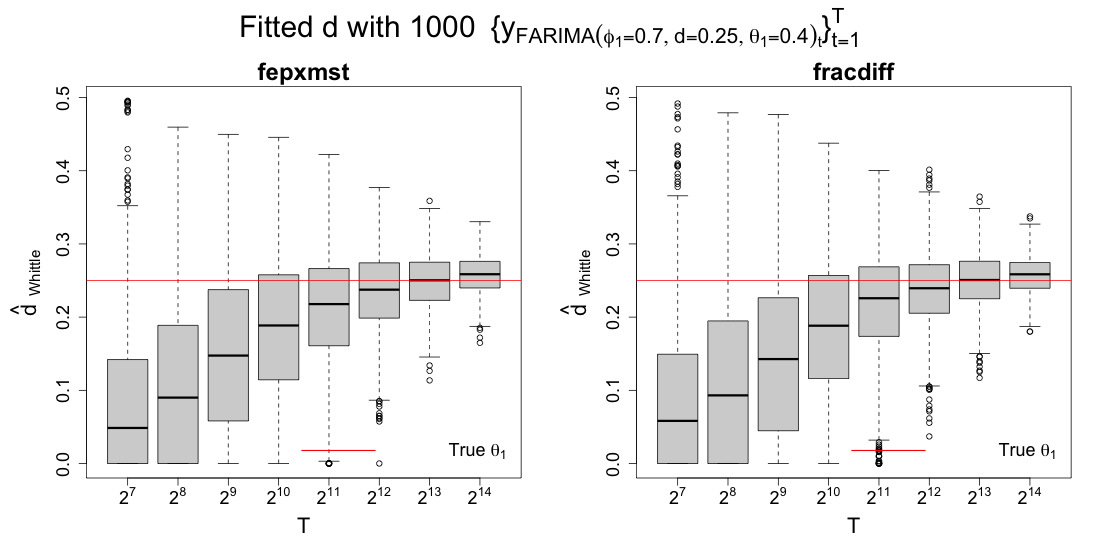 Fitted d with 1000 {y_FARIMA(ϕ₁=0.7, d=0.25, θ₁=0.4)_t}ᵀ_t=1
fepxmst
fracdiff
0.5
0.4
0.3
0.2
0.1
0.0
d̂ Whittle
True θ₁
2⁷ 2⁸ 2⁹ 2¹⁰ 2¹¹ 2¹² 2¹³ 2¹⁴
T
0.5
0.4
0.3
0.2
0.1
0.0
d̂ Whittle
True θ₁
2⁷ 2⁸ 2⁹ 2¹⁰ 2¹¹ 2¹² 2¹³ 2¹⁴
T